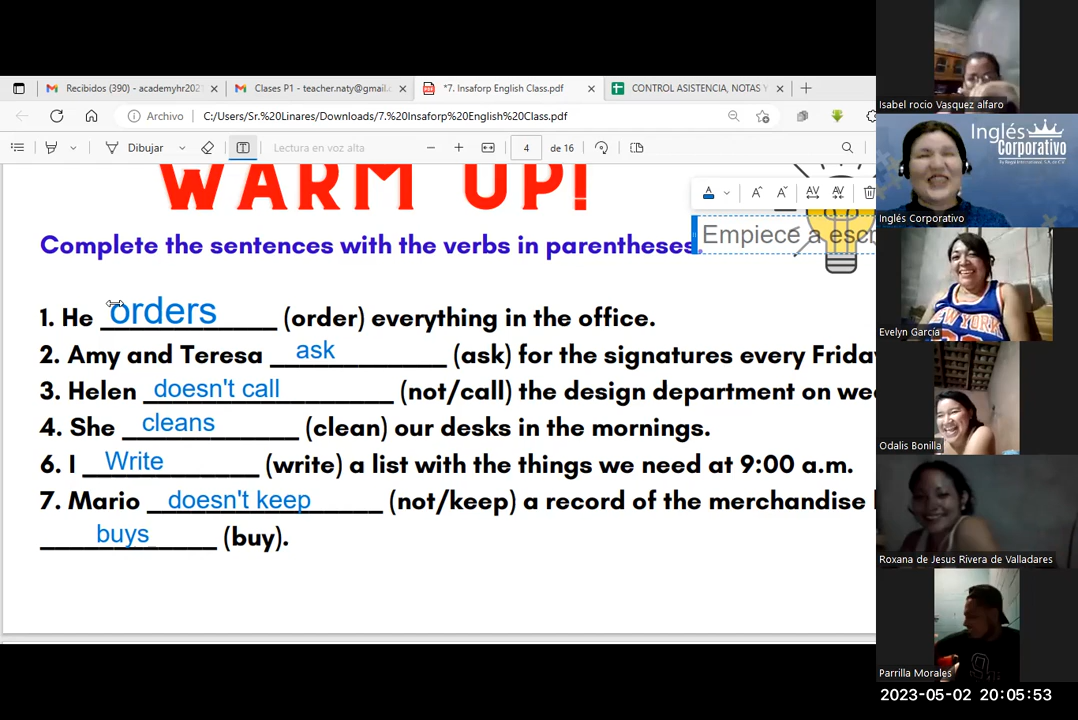 Recibidos (390) - academyhr202
Clases P1 - teacher.naty@gmail.c
*7. Insaforp English Class.pdf
CONTROL ASISTENCIA, NOTAS Y
Archivo
C:/Users/Sr.%20Linares/Downloads/7.%20Insaforp%20English%20Class.pdf
Dibujar
Lectura en voz alta
4
de 16
WARM UP!
Empiece a escr
Complete the sentences with the verbs in parentheses.
1. He orders (order) everything in the office.
2. Amy and Teresa ask (ask) for the signatures every Friday
3. Helen doesn't call (not/call) the design department on we
4. She cleans (clean) our desks in the mornings.
6. I Write (write) a list with the things we need at 9:00 a.m.
7. Mario doesn't keep (not/keep) a record of the merchandise
buys (buy).
Isabel rocio Vasquez alfaro
Inglés Corporativo
Inglés Corporativo
Evelyn García
Odalis Bonilla
Roxana de Jesus Rivera de Valladares
Parrilla Morales
2023-05-02 20:05:53